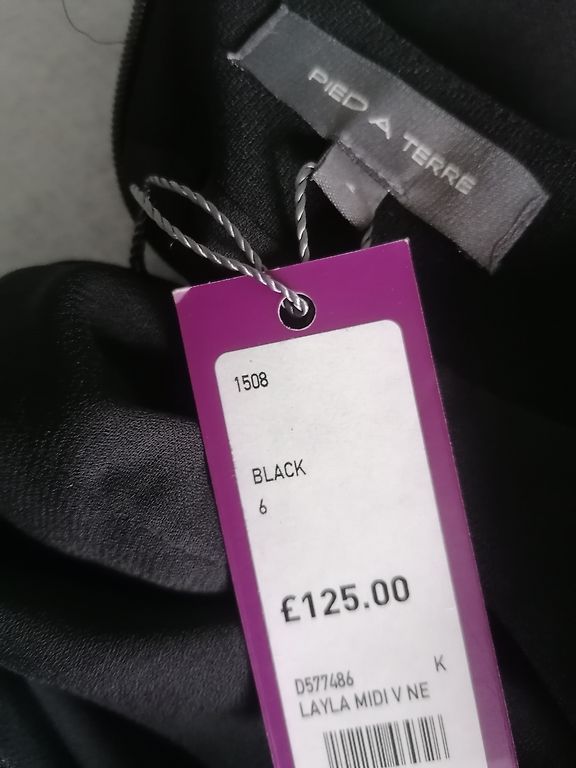 PIED A TERRE
1508
BLACK
6
£125.00
D577486 K
LAYLA MIDI V NE